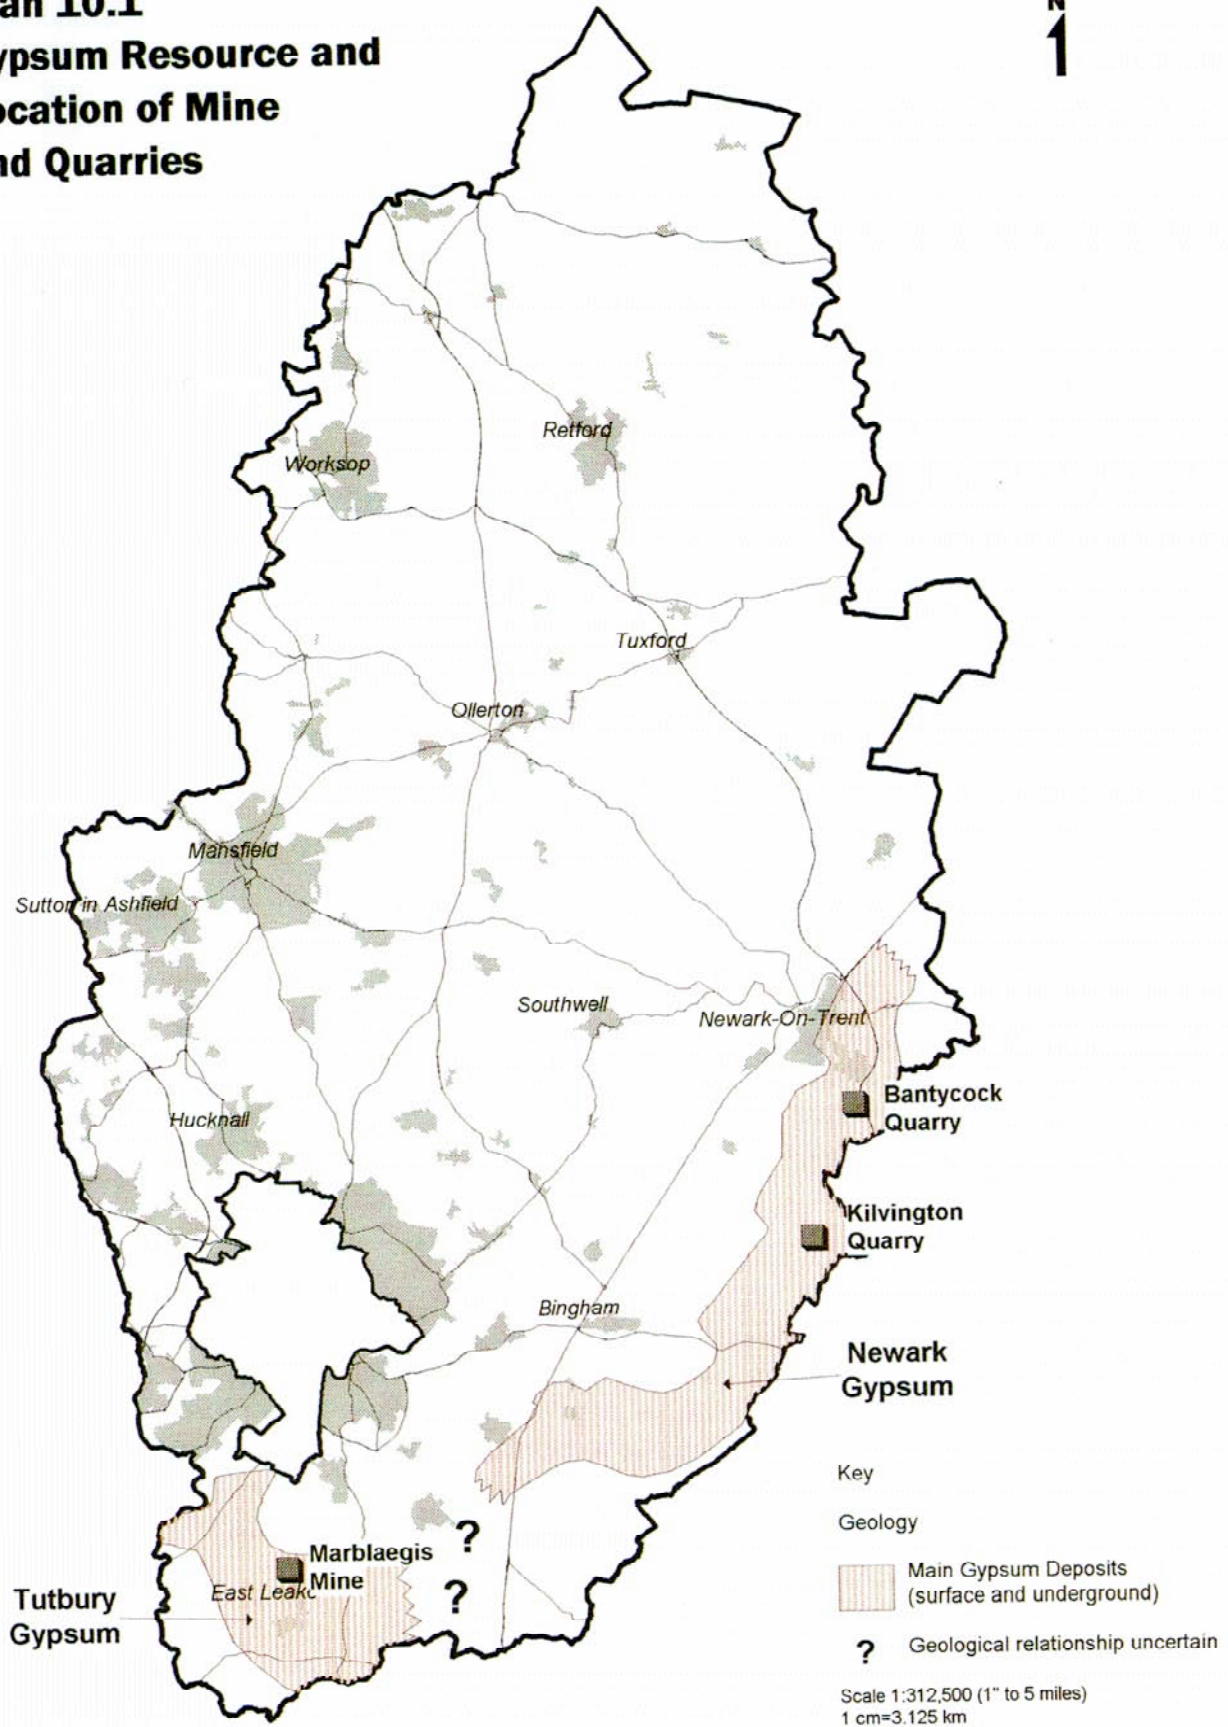 an 10.1
ypsum Resource and
ocation of Mine
nd Quarries
N
Retford
Worksop
Tuxford
Ollerton
Mansfield
Sutton in Ashfield
Southwell
Newark-On-Trent
Bantycock
Quarry
Hucknall
Kilvington
Quarry
Bingham
Newark
Gypsum
Key
Geology
Main Gypsum Deposits
(surface and underground)
?
?
Marblaegis
Mine
East Leake
Tutbury
Gypsum
? Geological relationship uncertain
Scale 1:312,500 (1" to 5 miles)
1 cm=3.125 km